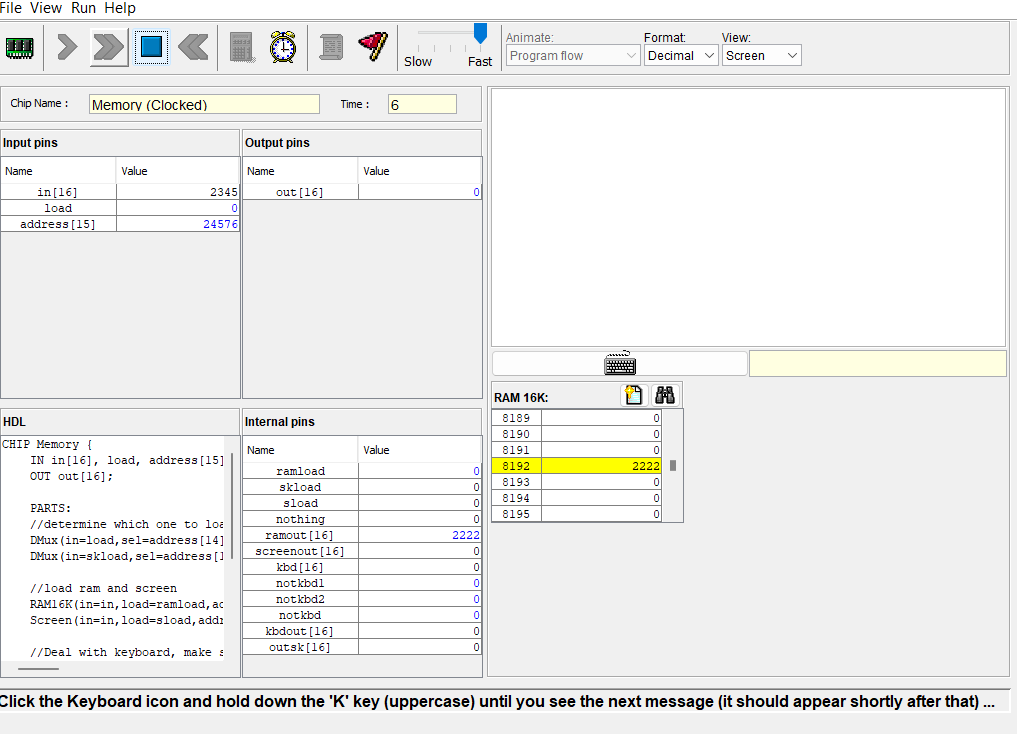 File View Run Help
Slow Fast
Animate:
Program flow
Format:
Decimal
View:
Screen
Chip Name :
Memory (Clocked)
Time :
6
Input pins
Name Value
in[16] 2345
load 0
address[15] 24576
Output pins
Name Value
out[16] 0
HDL
CHIP Memory {
IN in[16], load, address[15]
OUT out[16];
PARTS:
//determine which one to loa
DMux(in=load,sel=address[14]
DMux(in=skload,sel=address[1
//load ram and screen
RAM16K(in=in,load=ramload,ad
Screen(in=in,load=sload,addr
//Deal with keyboard, make s
Internal pins
Name Value
ramload 0
skload 0
sload 0
nothing 0
ramout[16] 2222
screenout[16] 0
kbd[16] 0
notkbd1 0
notkbd2 0
notkbd 0
kbdout[16] 0
outsk[16] 0
RAM 16K:
8189 0
8190 0
8191 0
8192 2222
8193 0
8194 0
8195 0
Click the Keyboard icon and hold down the 'K' key (uppercase) until you see the next message (it should appear shortly after that) ...